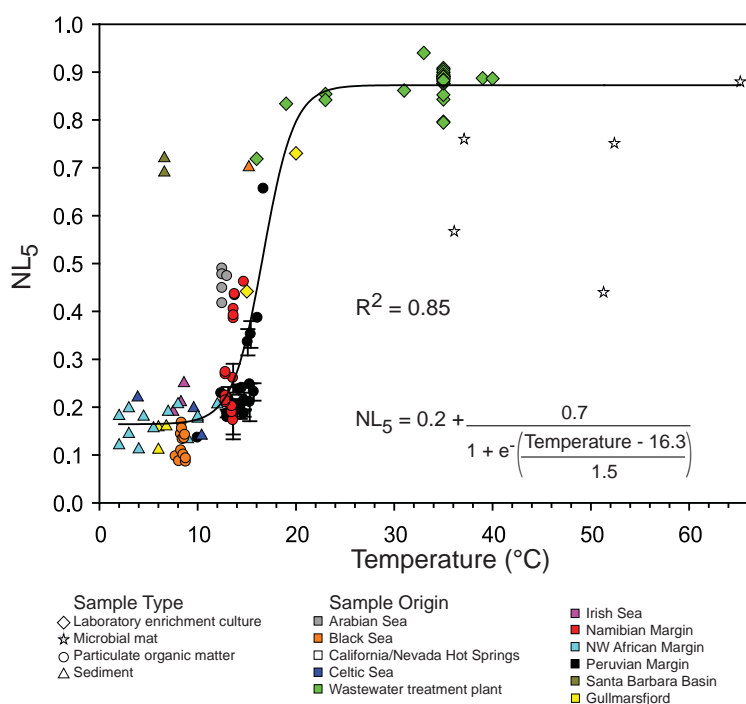 1.0
0.9
0.8
0.7
0.6
0.5
0.4
0.3
0.2
0.1
0.0
NL5
R2 = 0.85
NL5 = 0.2 + 0.7
1 + e-(Temperature - 16.3
1.5)
0 10 20 30 40 50 60
Temperature (°C)
Sample Type
Laboratory enrichment culture
Microbial mat
Particulate organic matter
Sediment
Sample Origin
Arabian Sea
Black Sea
California/Nevada Hot Springs
Celtic Sea
Wastewater treatment plant
Irish Sea
Namibian Margin
NW African Margin
Peruvian Margin
Santa Barbara Basin
Gullmarsfjord